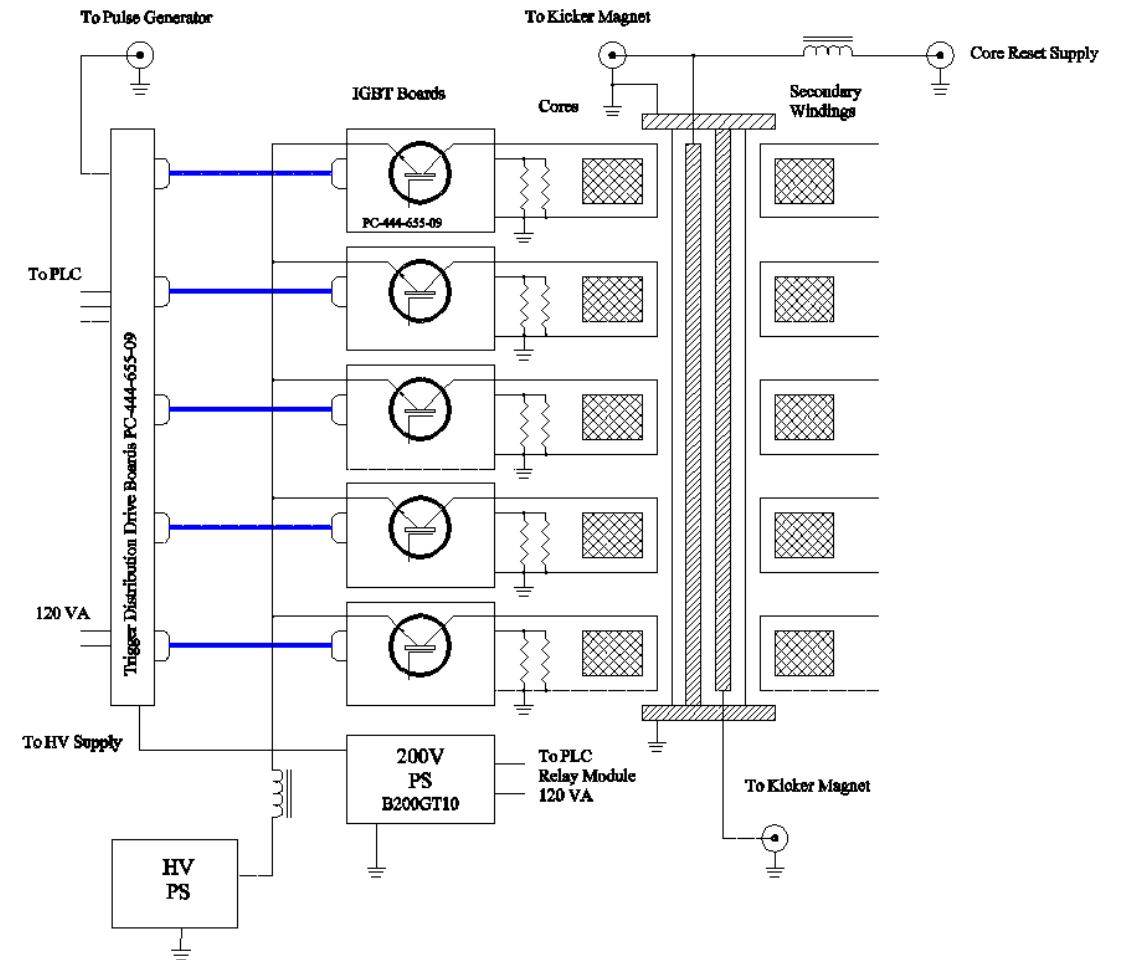 To Pulse Generator
To Kicker Magnet
Core Reset Supply
IGBT Boards
Cores
Secondary
Windings
PC-444-655-09
To PLC
Trigger Distribution Drive Boards PC-444-655-09
120 VA
To HV Supply
200V
PS
B200GT10
To PLC
Relay Module
120 VA
To Kicker Magnet
HV
PS